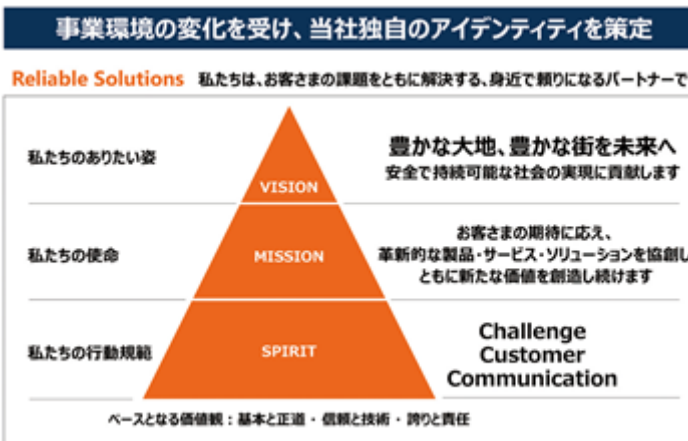 事業環境の変化を受け、当社独自のアイデンティティを策定
Reliable Solutions 私たちは、お客さまの課題をともに解決する、身近で頼りになるパートナーで
私たちのありたい姿
VISION
豊かな大地、豊かな街を未来へ
安全で持続可能な社会の実現に貢献します
私たちの使命
MISSION
お客さまの期待に応え、
革新的な製品・サービス・ソリューションを協創し
ともに新たな価値を創造し続けます
私たちの行動規範
SPIRIT
Challenge
Customer
Communication
ベースとなる価値観：基本と正道・信頼と技術・誇りと責任